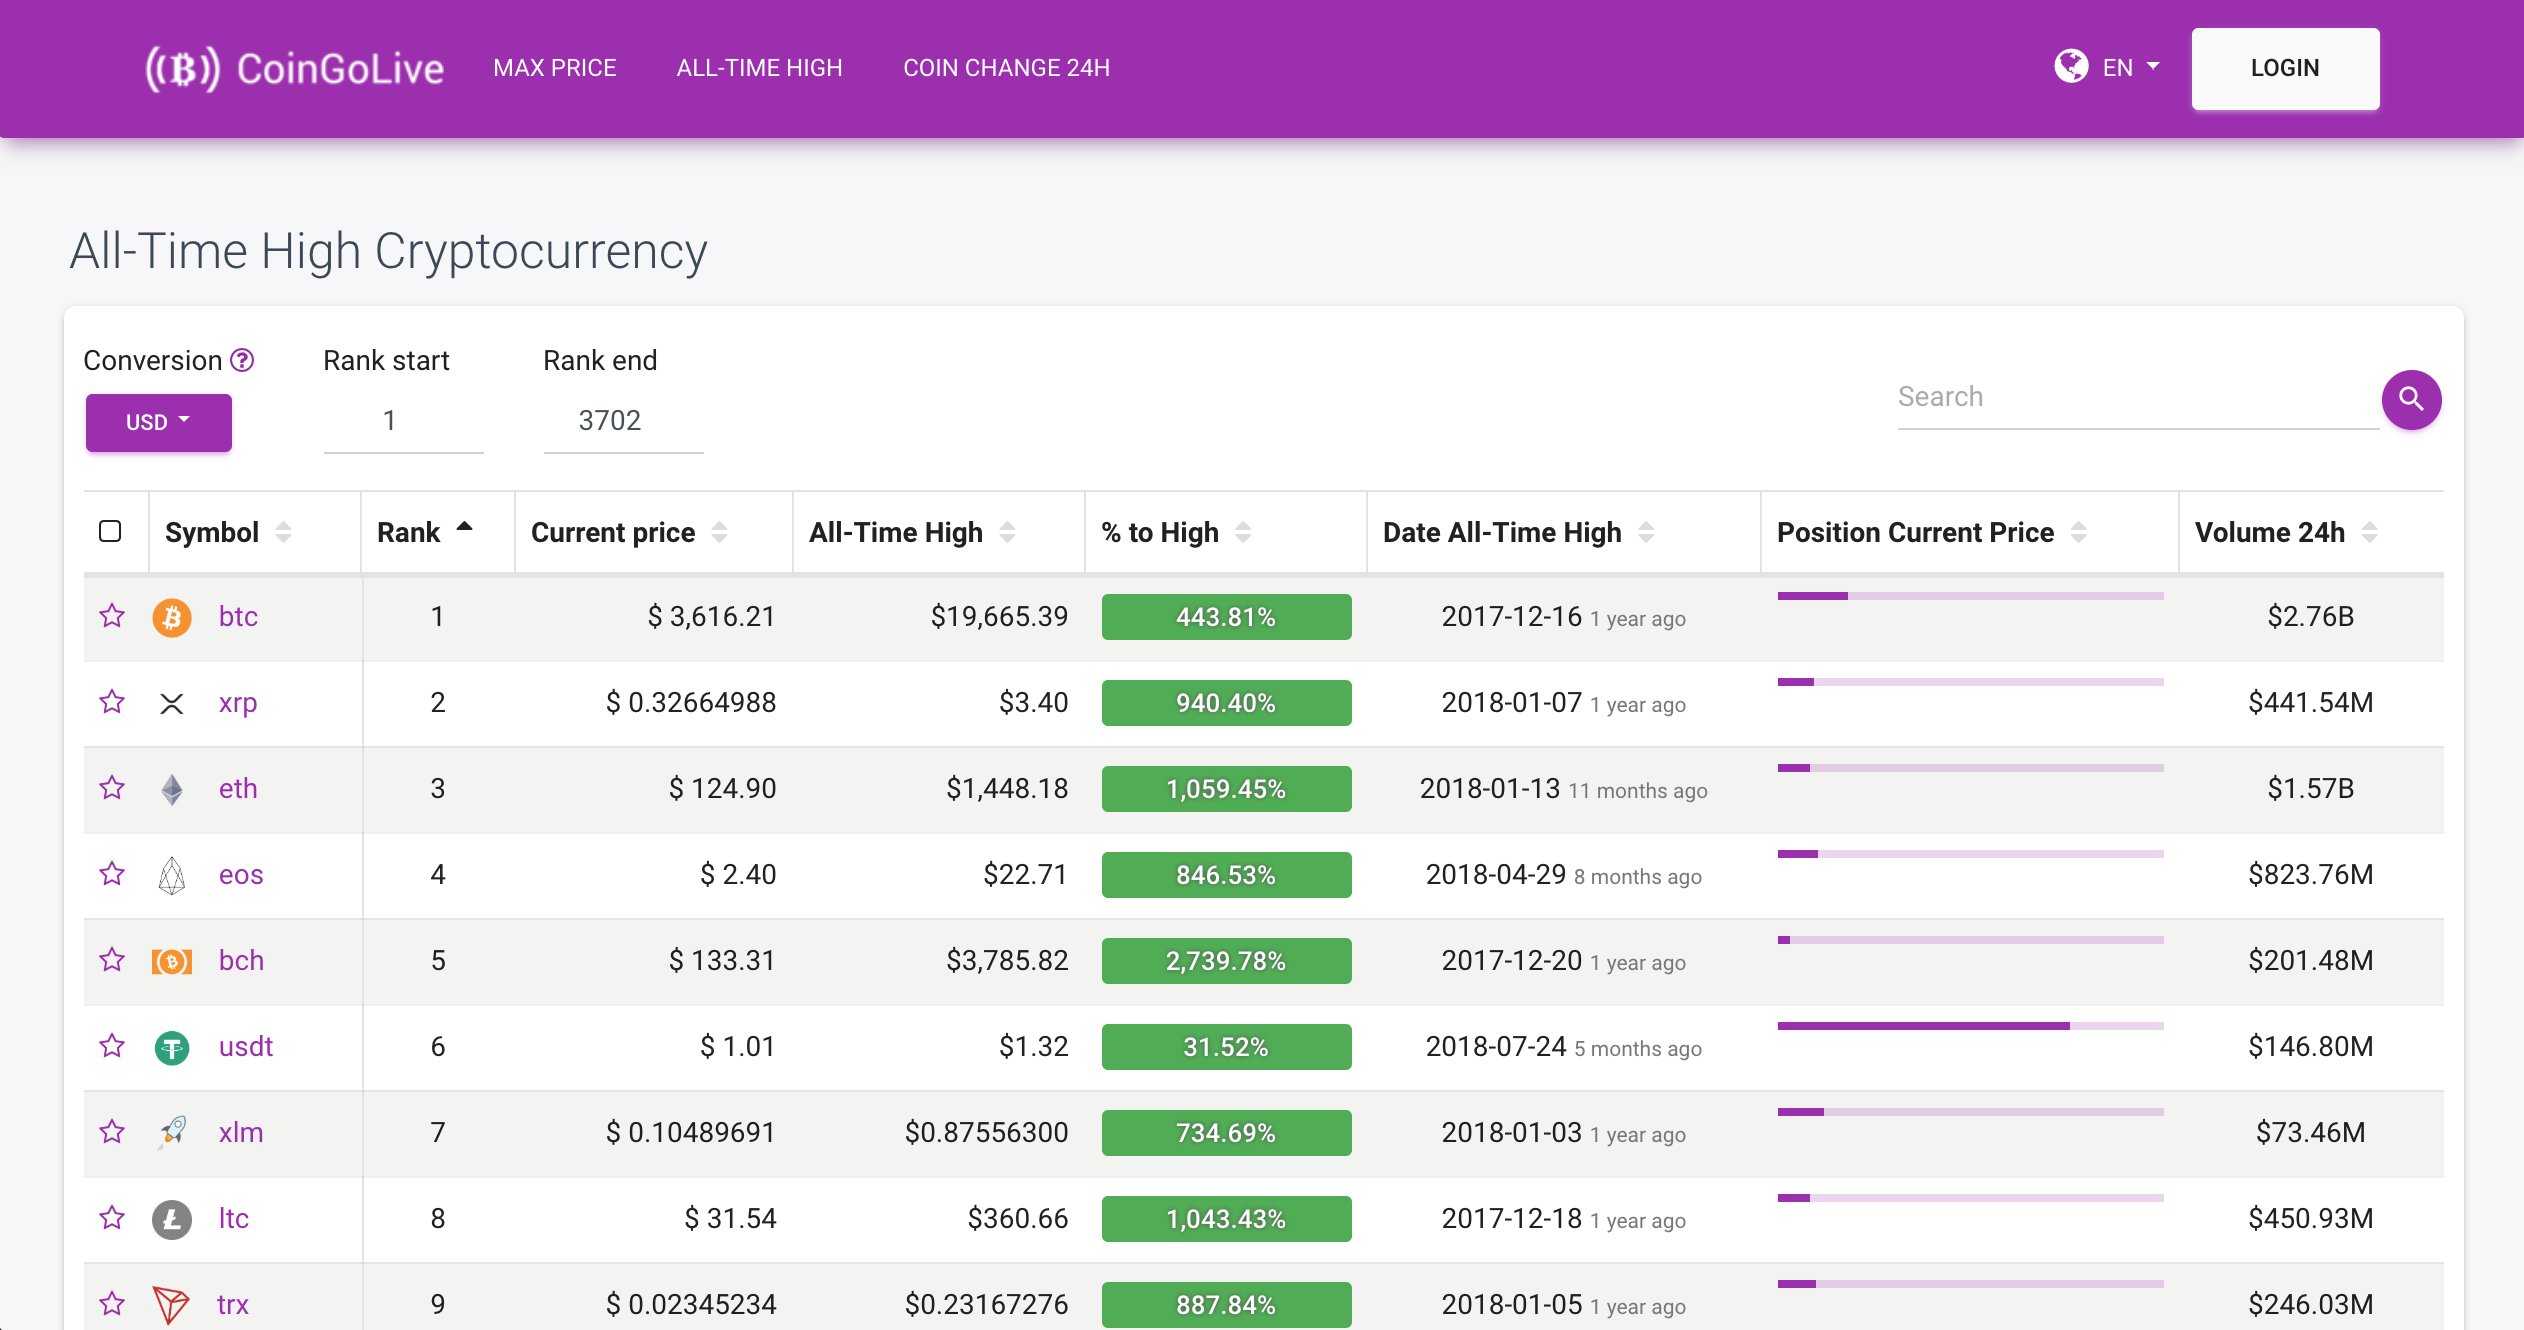 ((B)) CoinGoLive MAX PRICE ALL-TIME HIGH COIN CHANGE 24H EN LOGIN
All-Time High Cryptocurrency
Conversion ? Rank start Rank end
USD 1 3702 Search
Symbol Rank Current price All-Time High % to High Date All-Time High Position Current Price Volume 24h
btc 1 $ 3,616.21 $19,665.39 443.81% 2017-12-16 1 year ago $2.76B
xrp 2 $ 0.32664988 $3.40 940.40% 2018-01-07 1 year ago $441.54M
eth 3 $ 124.90 $1,448.18 1,059.45% 2018-01-13 11 months ago $1.57B
eos 4 $ 2.40 $22.71 846.53% 2018-04-29 8 months ago $823.76M
bch 5 $ 133.31 $3,785.82 2,739.78% 2017-12-20 1 year ago $201.48M
usdt 6 $ 1.01 $1.32 31.52% 2018-07-24 5 months ago $146.80M
xlm 7 $ 0.10489691 $0.87556300 734.69% 2018-01-03 1 year ago $73.46M
ltc 8 $ 31.54 $360.66 1,043.43% 2017-12-18 1 year ago $450.93M
trx 9 $ 0.02345234 $0.23167276 887.84% 2018-01-05 1 year ago $246.03M